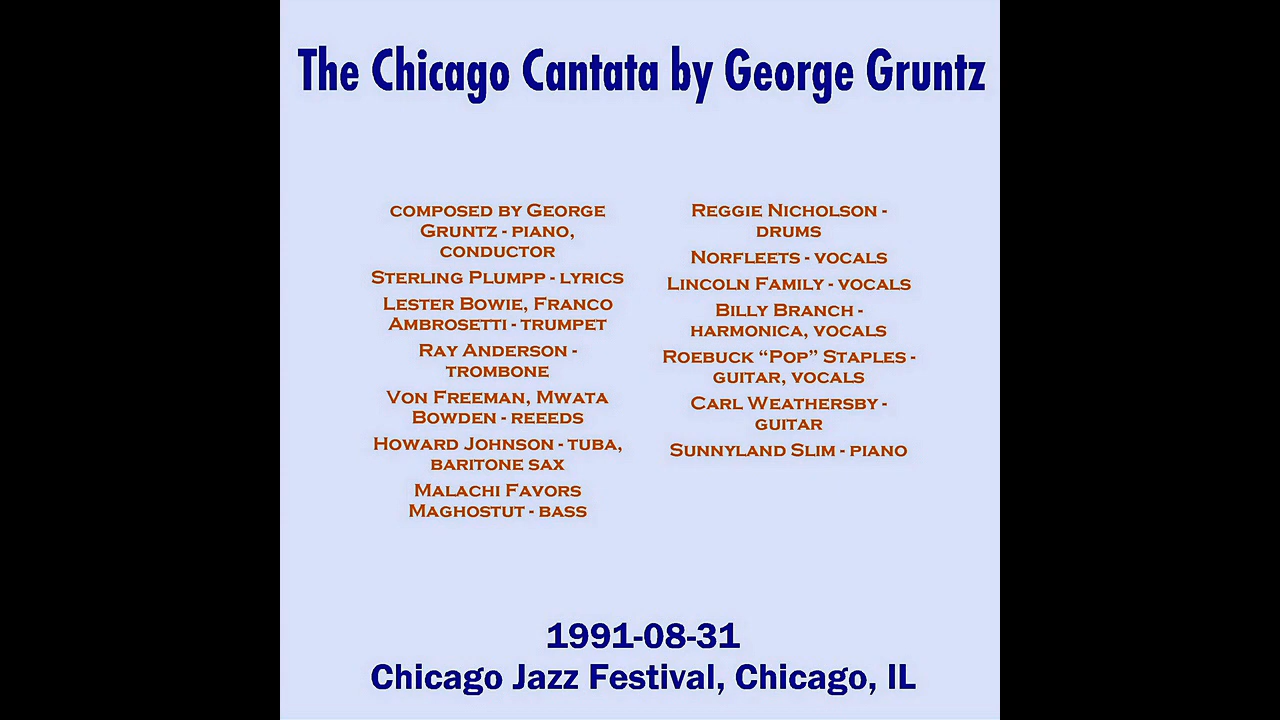 The Chicago Cantata by George Gruntz
composed by George
Gruntz - piano,
conductor
Sterling Plumpp - lyrics
Lester Bowie, Franco
Ambrosetti - trumpet
Ray Anderson -
trombone
Von Freeman, Mwata
Bowden - reeeds
Howard Johnson - tuba,
baritone sax
Malachi Favors
Maghostut - bass
Reggie Nicholson -
drums
Norfleets - vocals
Lincoln Family - vocals
Billy Branch -
harmonica, vocals
Roebuck “Pop” Staples -
guitar, vocals
Carl Weathersby -
guitar
Sunnyland Slim - piano
1991-08-31
Chicago Jazz Festival, Chicago, IL